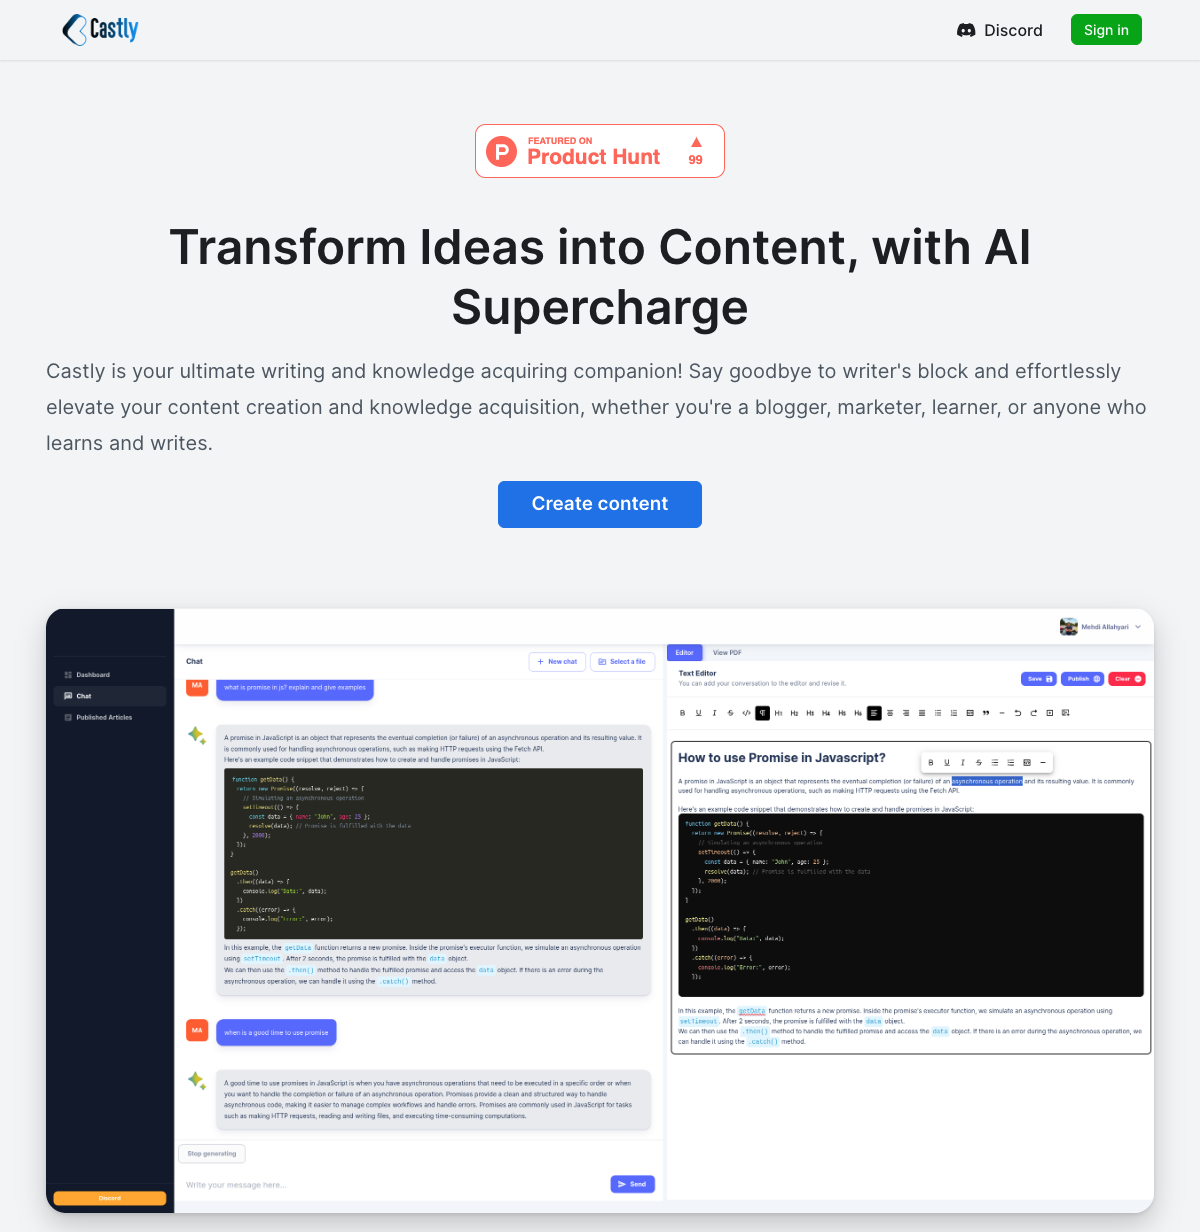 Castly
Discord
Sign in
FEATURED ON
Product Hunt
99
Transform Ideas into Content, with AI
Supercharge
Castly is your ultimate writing and knowledge acquiring companion! Say goodbye to writer's block and effortlessly
elevate your content creation and knowledge acquisition, whether you're a blogger, marketer, learner, or anyone who
learns and writes.
Create content
Mehdi Allahyari
Dashboard
Chat
Published Articles
Discord
Chat
New chat
Select a file
MA
what is promise in js? explain and give examples
A promise in JavaScript is an object that represents the eventual completion (or failure) of an asynchronous operation and its resulting value. It
is commonly used for handling asynchronous operations, such as making HTTP requests using the Fetch API.
Here's an example code snippet that demonstrates how to create and handle promises in JavaScript:
function getData() {
return new Promise((resolve, reject) => {
// Simulating an asynchronous operation
setTimeout(() => {
const data = { name: "John", age: 25 };
resolve(data); // Promise is fulfilled with the data
}, 2000);
});
}
getData()
.then((data) => {
console.log("Data:", data);
})
.catch((error) => {
console.log("Error:", error);
});
In this example, the getData function returns a new promise. Inside the promise's executor function, we simulate an asynchronous operation
using setTimeout. After 2 seconds, the promise is fulfilled with the data object.
We can then use the .then() method to handle the fulfilled promise and access the data object. If there is an error during the
asynchronous operation, we can handle it using the .catch() method.
MA
when is a good time to use promise
A good time to use promises in JavaScript is when you have asynchronous operations that need to be executed in a specific order or when
you want to handle the completion or failure of an asynchronous operation. Promises provide a clean and structured way to handle
asynchronous code, making it easier to manage complex workflows and handle errors. Promises are commonly used in JavaScript for tasks
such as making HTTP requests, reading and writing files, and executing time-consuming computations.
Stop generating
Write your message here...
Send
Editor
View PDF
Text Editor
You can add your conversation to the editor and revise it.
Save
Publish
Clear
B U I S </> ¶ H1 H2 H3 H4 H5 H6
How to use Promise in Javascript?
B U I S
A promise in JavaScript is an object that represents the eventual completion (or failure) of an asynchronous operation and its resulting value. It is commonly
used for handling asynchronous operations, such as making HTTP requests using the Fetch API.
Here's an example code snippet that demonstrates how to create and handle promises in JavaScript:
function getData() {
return new Promise((resolve, reject) => {
// Simulating an asynchronous operation
setTimeout(() => {
const data = { name: "John", age: 25 };
resolve(data); // Promise is fulfilled with the data
}, 2000);
});
}
getData()
.then((data) => {
console.log("Data:", data);
})
.catch((error) => {
console.log("Error:", error);
});
In this example, the getData function returns a new promise. Inside the promise's executor function, we simulate an asynchronous operation using
setTimeout. After 2 seconds, the promise is fulfilled with the data object.
We can then use the .then() method to handle the fulfilled promise and access the data object. If there is an error during the asynchronous operation, we
can handle it using the .catch() method.